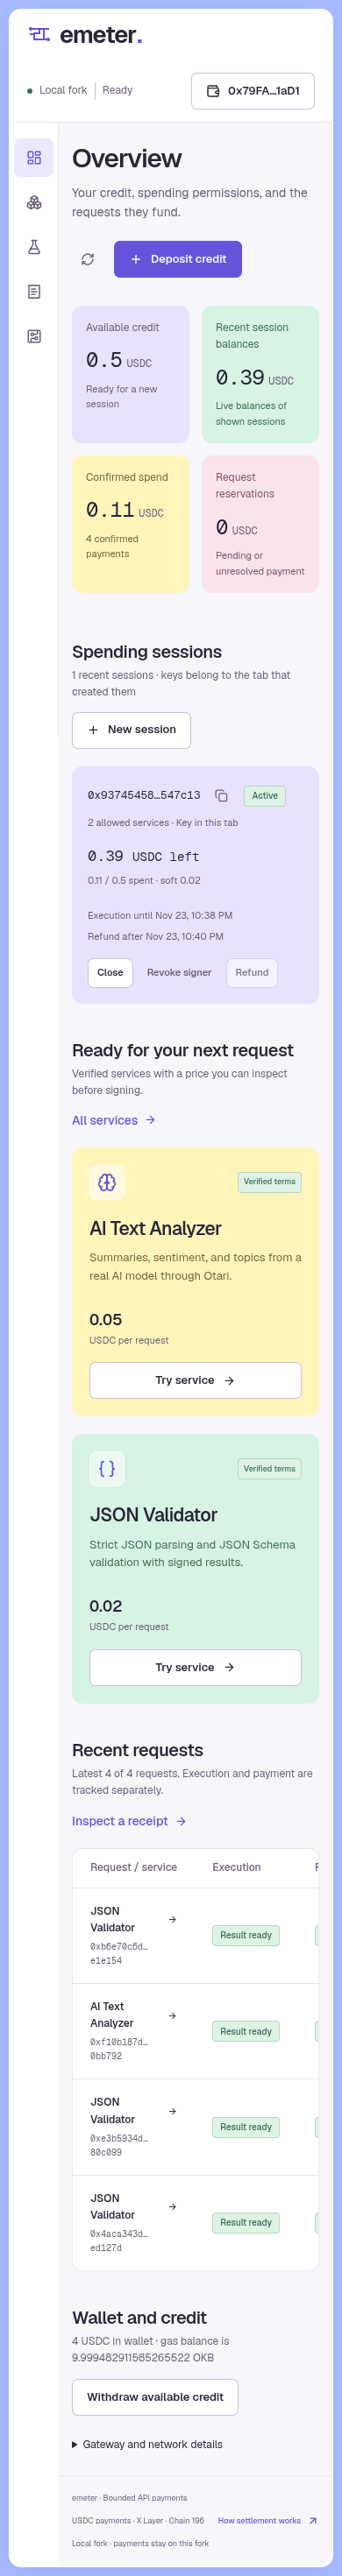 emeter.
Local fork
Ready
0x79FA...1aD1
Overview
Your credit, spending permissions, and the
requests they fund.
Deposit credit
Available credit
0.5 USDC
Ready for a new
session
Recent session
balances
0.39 USDC
Live balances of
shown sessions
Confirmed spend
0.11 USDC
4 confirmed
payments
Request
reservations
0 USDC
Pending or
unresolved payment
Spending sessions
1 recent sessions · keys belong to the tab that
created them
New session
0x93745458…547c13
Active
2 allowed services · Key in this tab
0.39 USDC left
0.11 / 0.5 spent · soft 0.02
Execution until Nov 23, 10:38 PM
Refund after Nov 23, 10:40 PM
Close
Revoke signer
Refund
Ready for your next request
Verified services with a price you can inspect
before signing.
All services
Verified terms
AI Text Analyzer
Summaries, sentiment, and topics from a
real AI model through Otari.
0.05
USDC per request
Try service
Verified terms
JSON Validator
Strict JSON parsing and JSON Schema
validation with signed results.
0.02
USDC per request
Try service
Recent requests
Latest 4 of 4 requests. Execution and payment are
tracked separately.
Inspect a receipt
Request / service
Execution
JSON
Validator
0xb6e70c6d…
e1e154
Result ready
AI Text
Analyzer
0xf10b187d…
0bb792
Result ready
JSON
Validator
0xe3b5934d…
80c099
Result ready
JSON
Validator
0x4aca343d…
ed127d
Result ready
Wallet and credit
4 USDC in wallet · gas balance is
9.999482911585265522 OKB
Withdraw available credit
Gateway and network details
emeter · Bounded API payments
USDC payments · X Layer · Chain 196
How settlement works
Local fork · payments stay on this fork